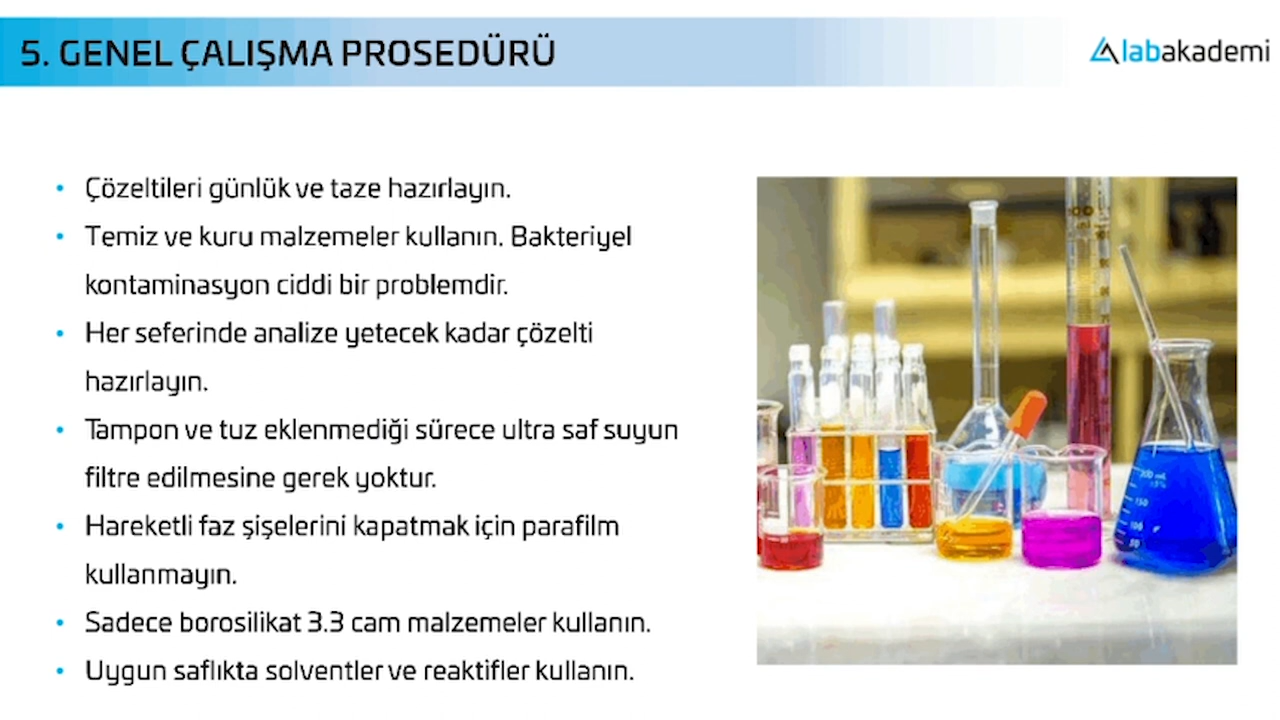 5. GENEL ÇALIŞMA PROSEDÜRÜ
labakademi
• Çözeltileri günlük ve taze hazırlayın.
• Temiz ve kuru malzemeler kullanın. Bakteriyel
kontaminasyon ciddi bir problemdir.
• Her seferinde analize yetecek kadar çözelti
hazırlayın.
• Tampon ve tuz eklenmediği sürece ultra saf suyun
filtre edilmesine gerek yoktur.
• Hareketli faz şişelerini kapatmak için parafilm
kullanmayın.
• Sadece borosilikat 3.3 cam malzemeler kullanın.
• Uygun saflıkta solventler ve reaktifler kullanın.